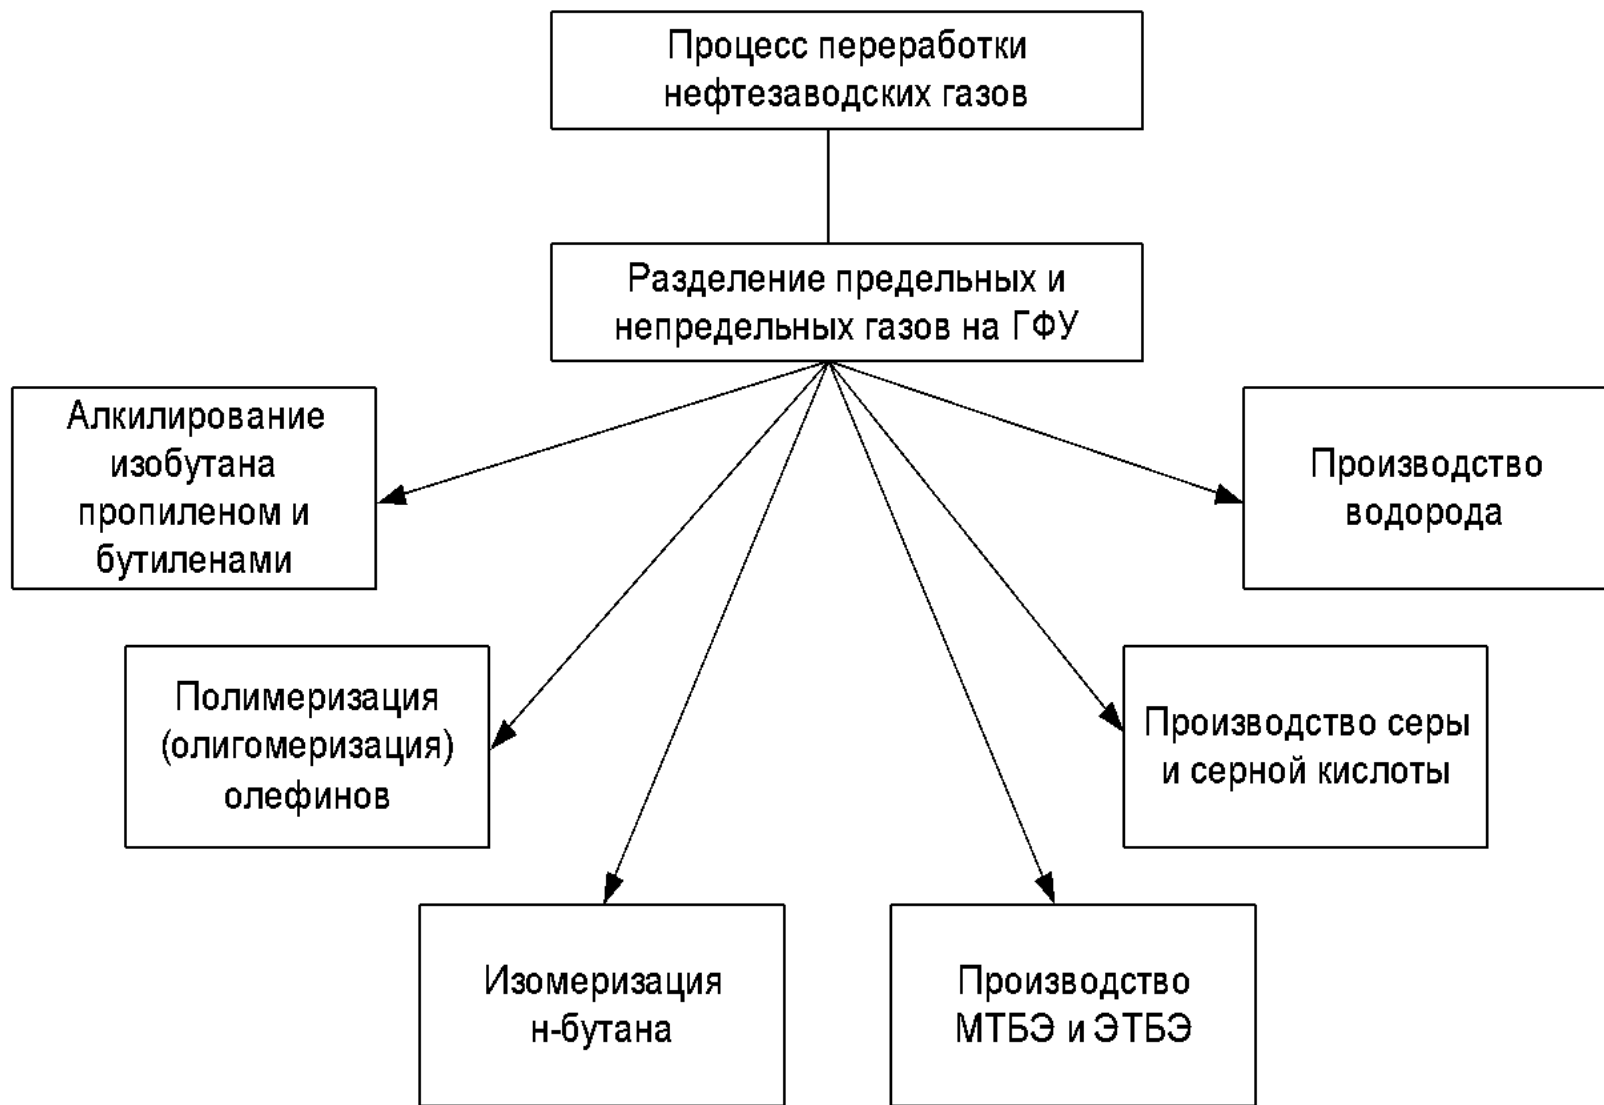 Процесс переработки
нефтезаводских газов
Разделение предельных и
непредельных газов на ГФУ
Алкилирование
изобутана
пропиленом и
бутиленами
Производство
водорода
Полимеризация
(олигомеризация)
олефинов
Производство серы
и серной кислоты
Изомеризация
н-бутана
Производство
МТБЭ и ЭТБЭ